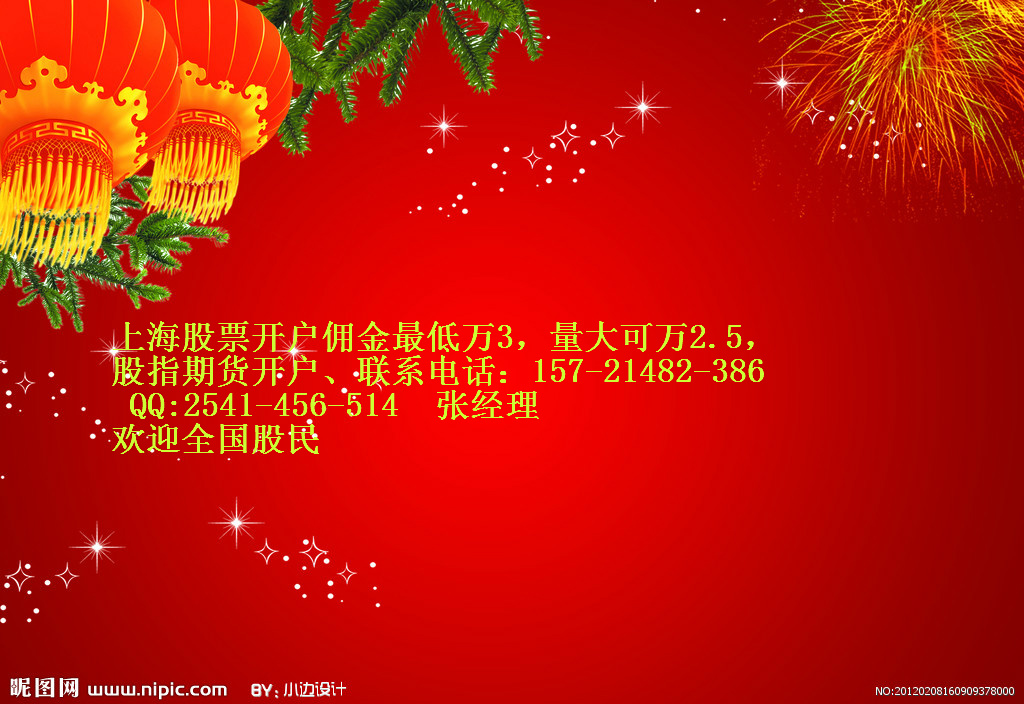 上海股票开户佣金最低万3，量大可万2.5，
股指期货开户、联系电话：157-21482-386
QQ:2541-456-514 张经理
欢迎全国股民
昵图网 www.nipic.com BY：小边设计
NO:20120208160909378000